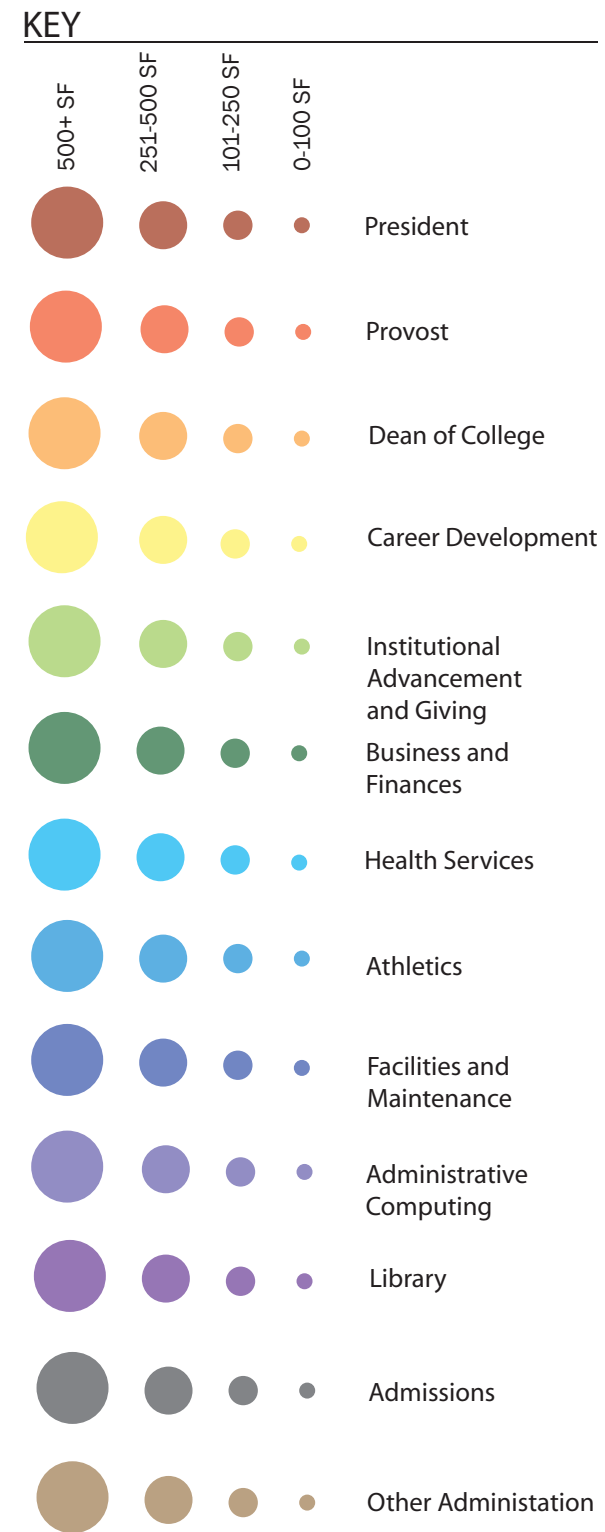 KEY
500+ SF
251-500 SF
101-250 SF
0-100 SF
President
Provost
Dean of College
Career Development
Institutional
Advancement
and Giving
Business and
Finances
Health Services
Athletics
Facilities and
Maintenance
Administrative
Computing
Library
Admissions
Other Administation